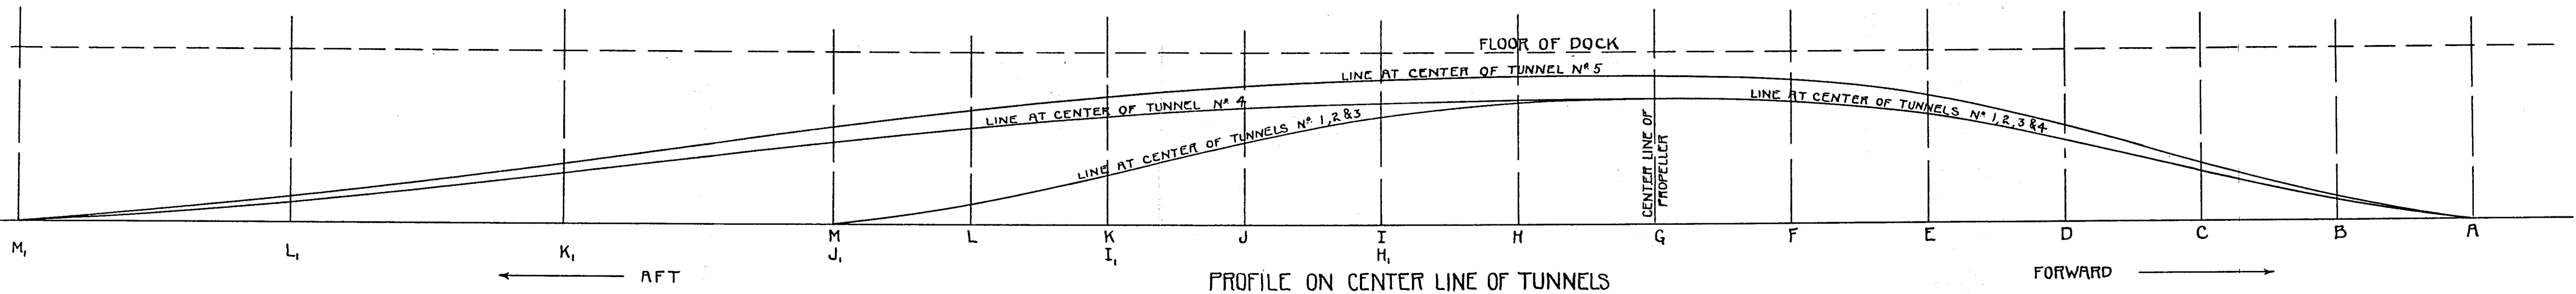 FLOOR OF DOCK
LINE AT CENTER OF TUNNEL Nº 5
LINE AT CENTER OF TUNNEL Nº 4
LINE AT CENTER OF TUNNELS Nº 1, 2 & 3
LINE AT CENTER OF TUNNELS Nº 1, 2, 3 & 4
CENTER LINE OF
PROPELLER
M₁ L₁ K₁ M L K J I H G F E D C B A
J₁ I₁ H₁
AFT
PROFILE ON CENTER LINE OF TUNNELS
FORWARD